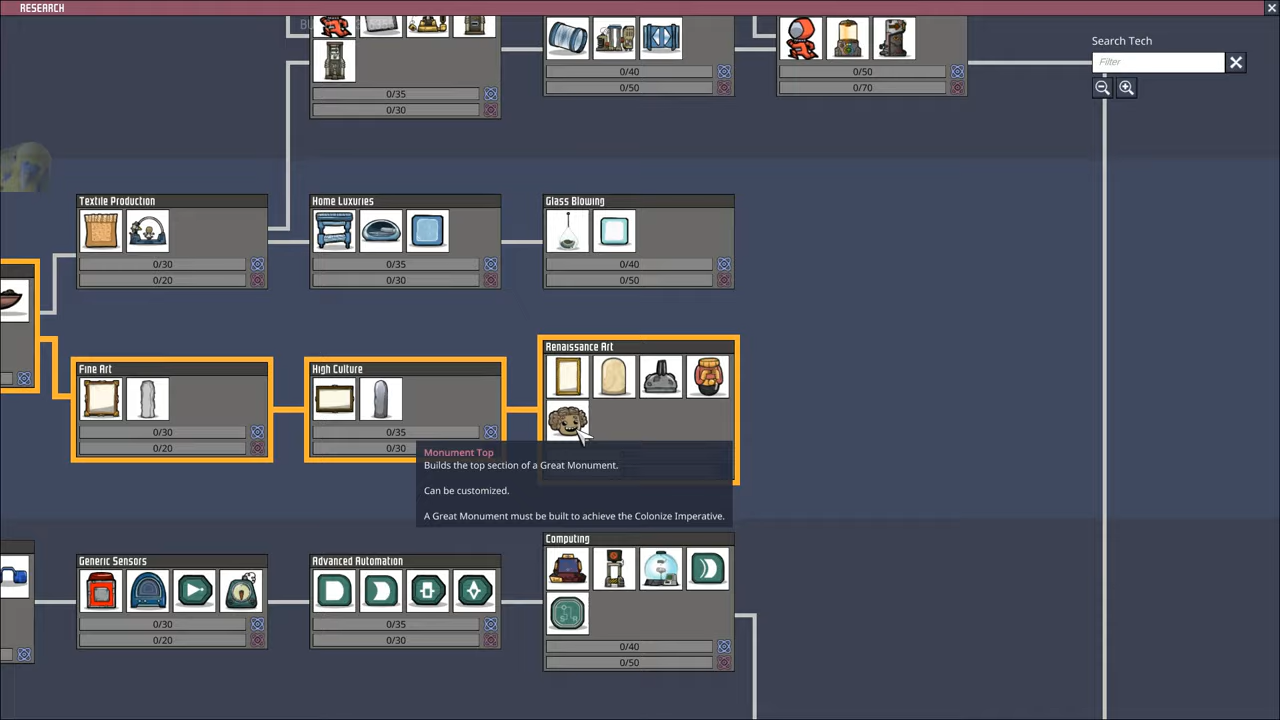 RESEARCH
Search Tech
Filter
0/35
0/30
0/40
0/50
0/50
0/70
Textile Production
0/30
0/20
Home Luxuries
0/35
0/30
Glass Blowing
0/40
0/50
Fine Art
0/30
0/20
High Culture
0/35
0/30
Renaissance Art
Monument Top
Builds the top section of a Great Monument.
Can be customized.
A Great Monument must be built to achieve the Colonize Imperative.
Generic Sensors
0/30
0/20
Advanced Automation
0/35
0/30
Computing
0/40
0/50